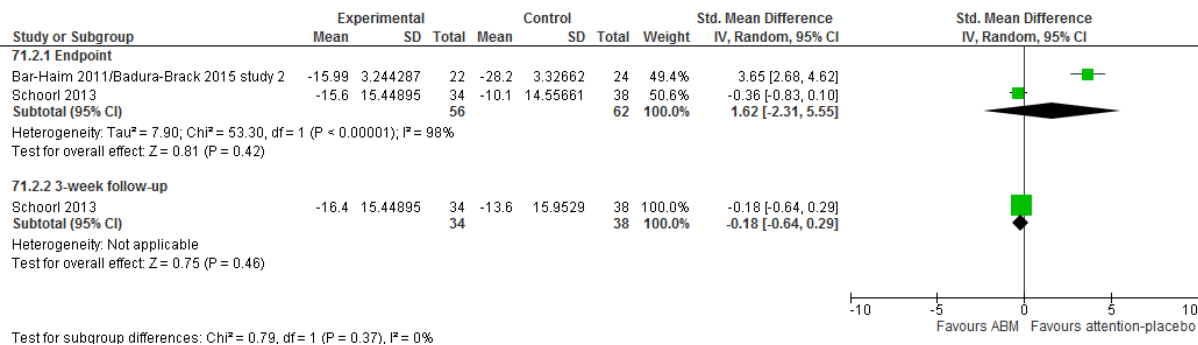 Experimental Control Std. Mean Difference Std. Mean Difference
Study or Subgroup Mean SD Total Mean SD Total Weight IV, Random, 95% CI IV, Random, 95% CI
71.2.1 Endpoint
Bar-Haim 2011/Badura-Brack 2015 study 2 -15.99 3.244287 22 -28.2 3.32662 24 49.4% 3.65 [2.68, 4.62]
Schoorl 2013 -15.6 15.44895 34 -10.1 14.55661 38 50.6% -0.36 [-0.83, 0.10]
Subtotal (95% CI) 56 62 100.0% 1.62 [-2.31, 5.55]
Heterogeneity: Tau² = 7.90; Chi² = 53.30, df = 1 (P < 0.00001); I² = 98%
Test for overall effect: Z = 0.81 (P = 0.42)
71.2.2 3-week follow-up
Schoorl 2013 -16.4 15.44895 34 -13.6 15.9529 38 100.0% -0.18 [-0.64, 0.29]
Subtotal (95% CI) 34 38 100.0% -0.18 [-0.64, 0.29]
Heterogeneity: Not applicable
Test for overall effect: Z = 0.75 (P = 0.46)
-10 -5 0 5 10
Favours ABM Favours attention-placebo
Test for subgroup differences: Chi² = 0.79, df = 1 (P = 0.37), I² = 0%